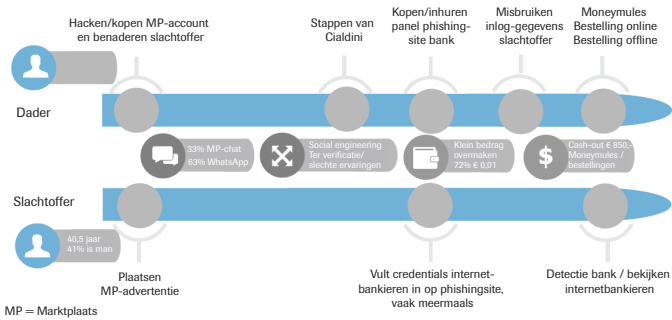 Hacken/kopen MP-account
en benaderen slachtoffer
Stappen van
Cialdini
Kopen/inhuren
panel phishing-
site bank
Misbruiken
inlog-gegevens
slachtoffer
Moneymules
Bestelling online
Bestelling offline
Dader
33% MP-chat
63% WhatsApp
Social engineering
Ter verificatie/
slechte ervaringen
Klein bedrag
overmaken
72% € 0,01
$
Cash-out € 850,-
Moneymules /
bestellingen
Slachtoffer
40,5 jaar
41% is man
Plaatsen
MP-advertentie
Vult credentials internet-
bankieren in op phishingsite,
vaak meermaals
Detectie bank / bekijken
internetbankieren
MP = Marktplaats